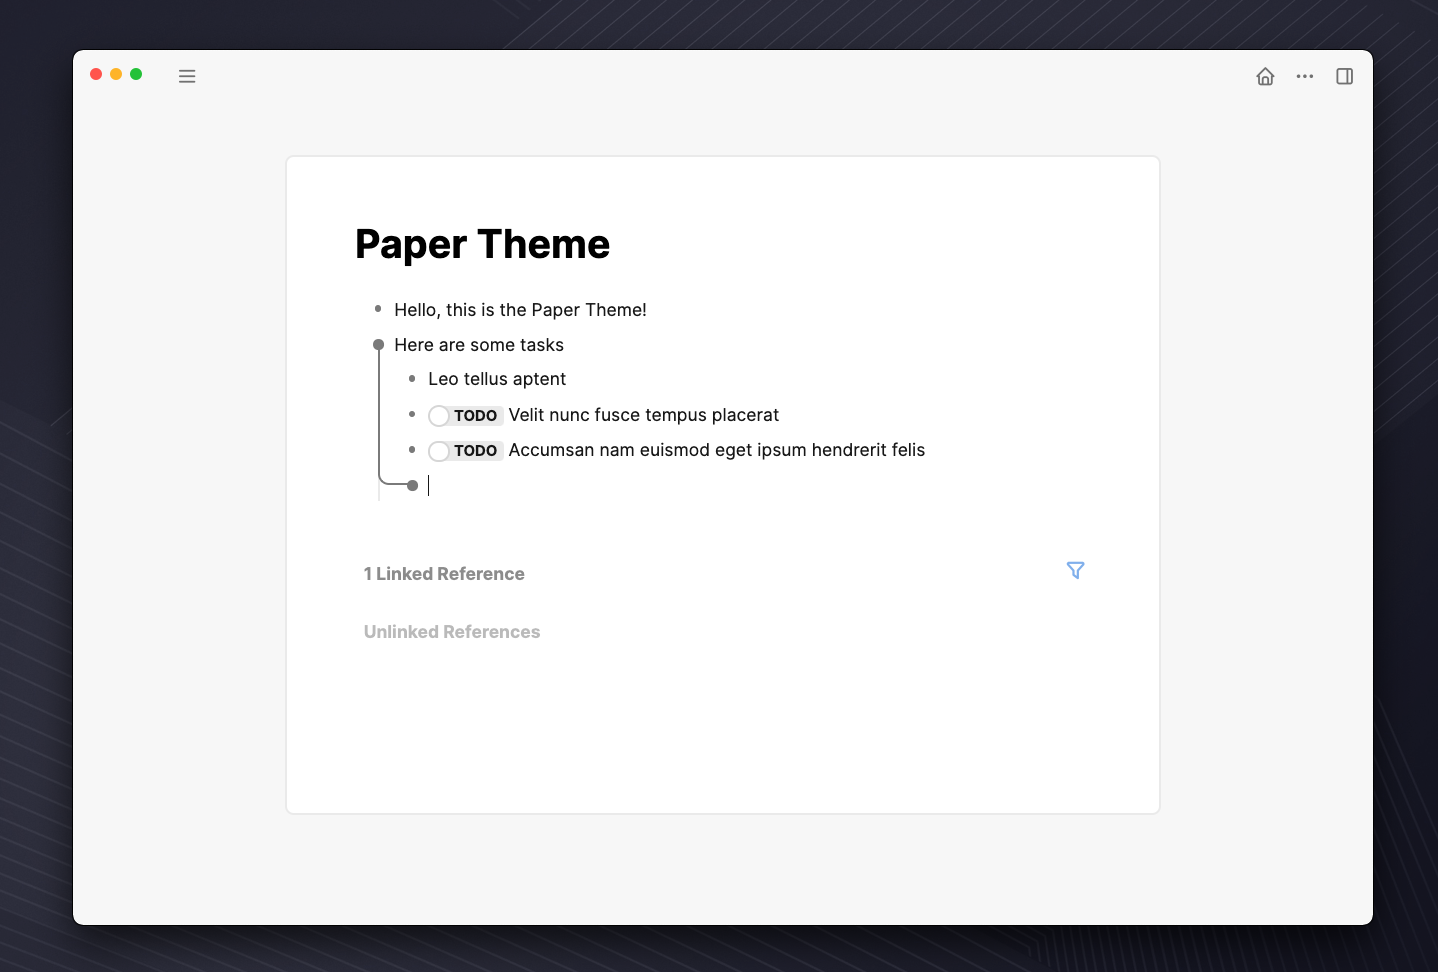 Paper Theme
Hello, this is the Paper Theme!
Here are some tasks
Leo tellus aptent
TODO Velit nunc fusce tempus placerat
TODO Accumsan nam euismod eget ipsum hendrerit felis
1 Linked Reference
Unlinked References